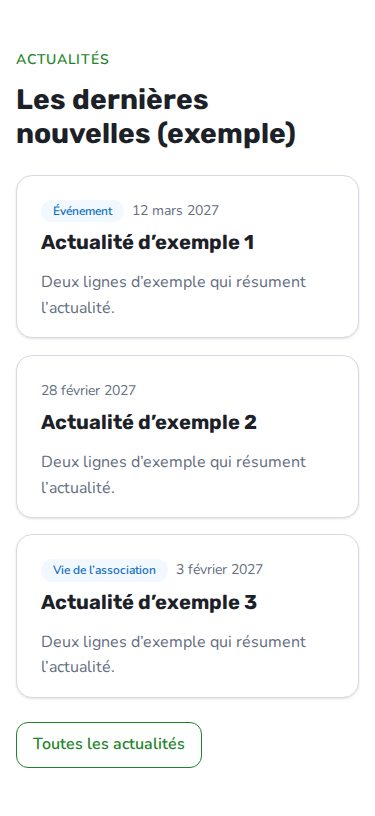 ACTUALITÉS
Les dernières
nouvelles (exemple)
Événement 12 mars 2027
Actualité d’exemple 1
Deux lignes d’exemple qui résument
l’actualité.
28 février 2027
Actualité d’exemple 2
Deux lignes d’exemple qui résument
l’actualité.
Vie de l’association 3 février 2027
Actualité d’exemple 3
Deux lignes d’exemple qui résument
l’actualité.
Toutes les actualités